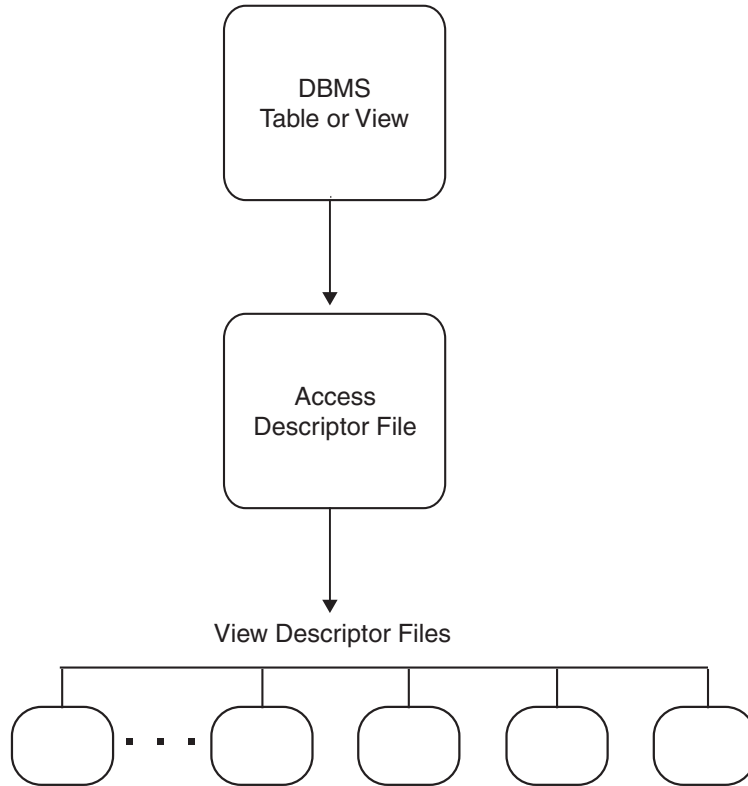 DBMS
Table or View
Access
Descriptor File
View Descriptor Files